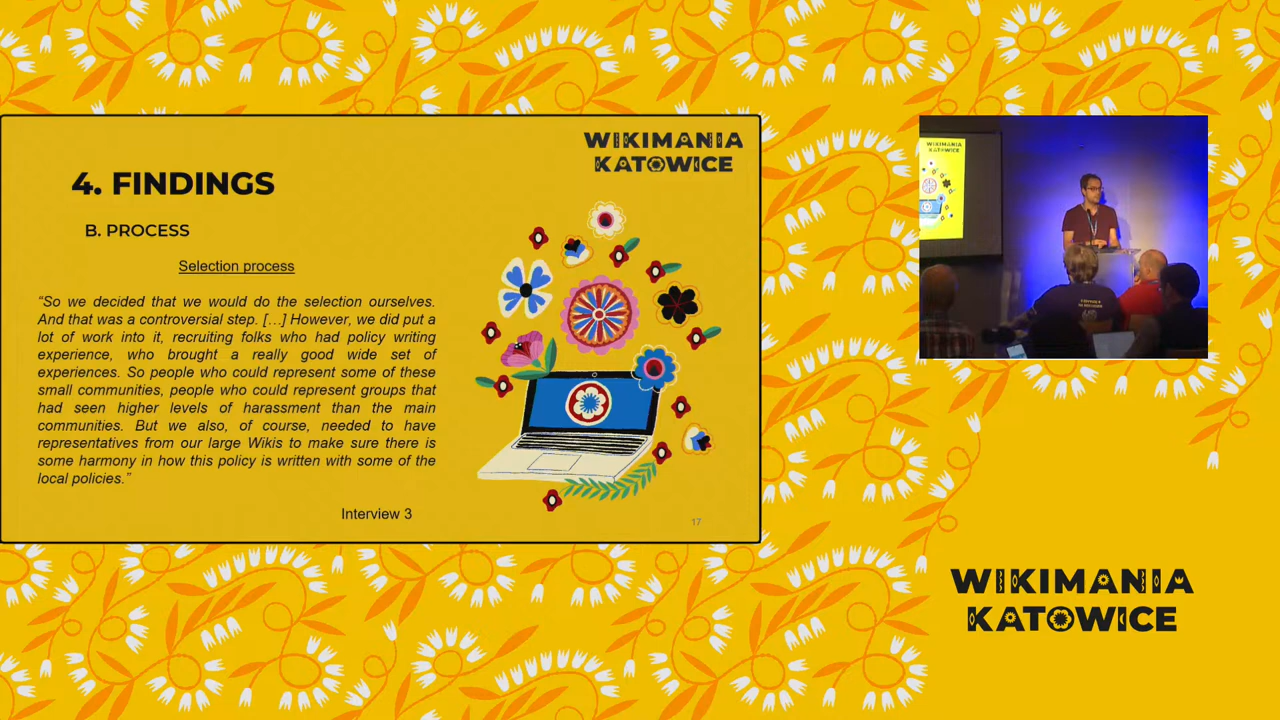 WIKIMANIA
KATOWICE
4. FINDINGS
B. PROCESS
Selection process
“So we decided that we would do the selection ourselves.
And that was a controversial step. […] However, we did put a
lot of work into it, recruiting folks who had policy writing
experience, who brought a really good wide set of
experiences. So people who could represent some of these
small communities, people who could represent groups that
had seen higher levels of harassment than the main
communities. But we also, of course, needed to have
representatives from our large Wikis to make sure there is
some harmony in how this policy is written with some of the
local policies.”
Interview 3
17
WIKIMANIA
KATOWICE
WIKIMANIA
KATOWICE